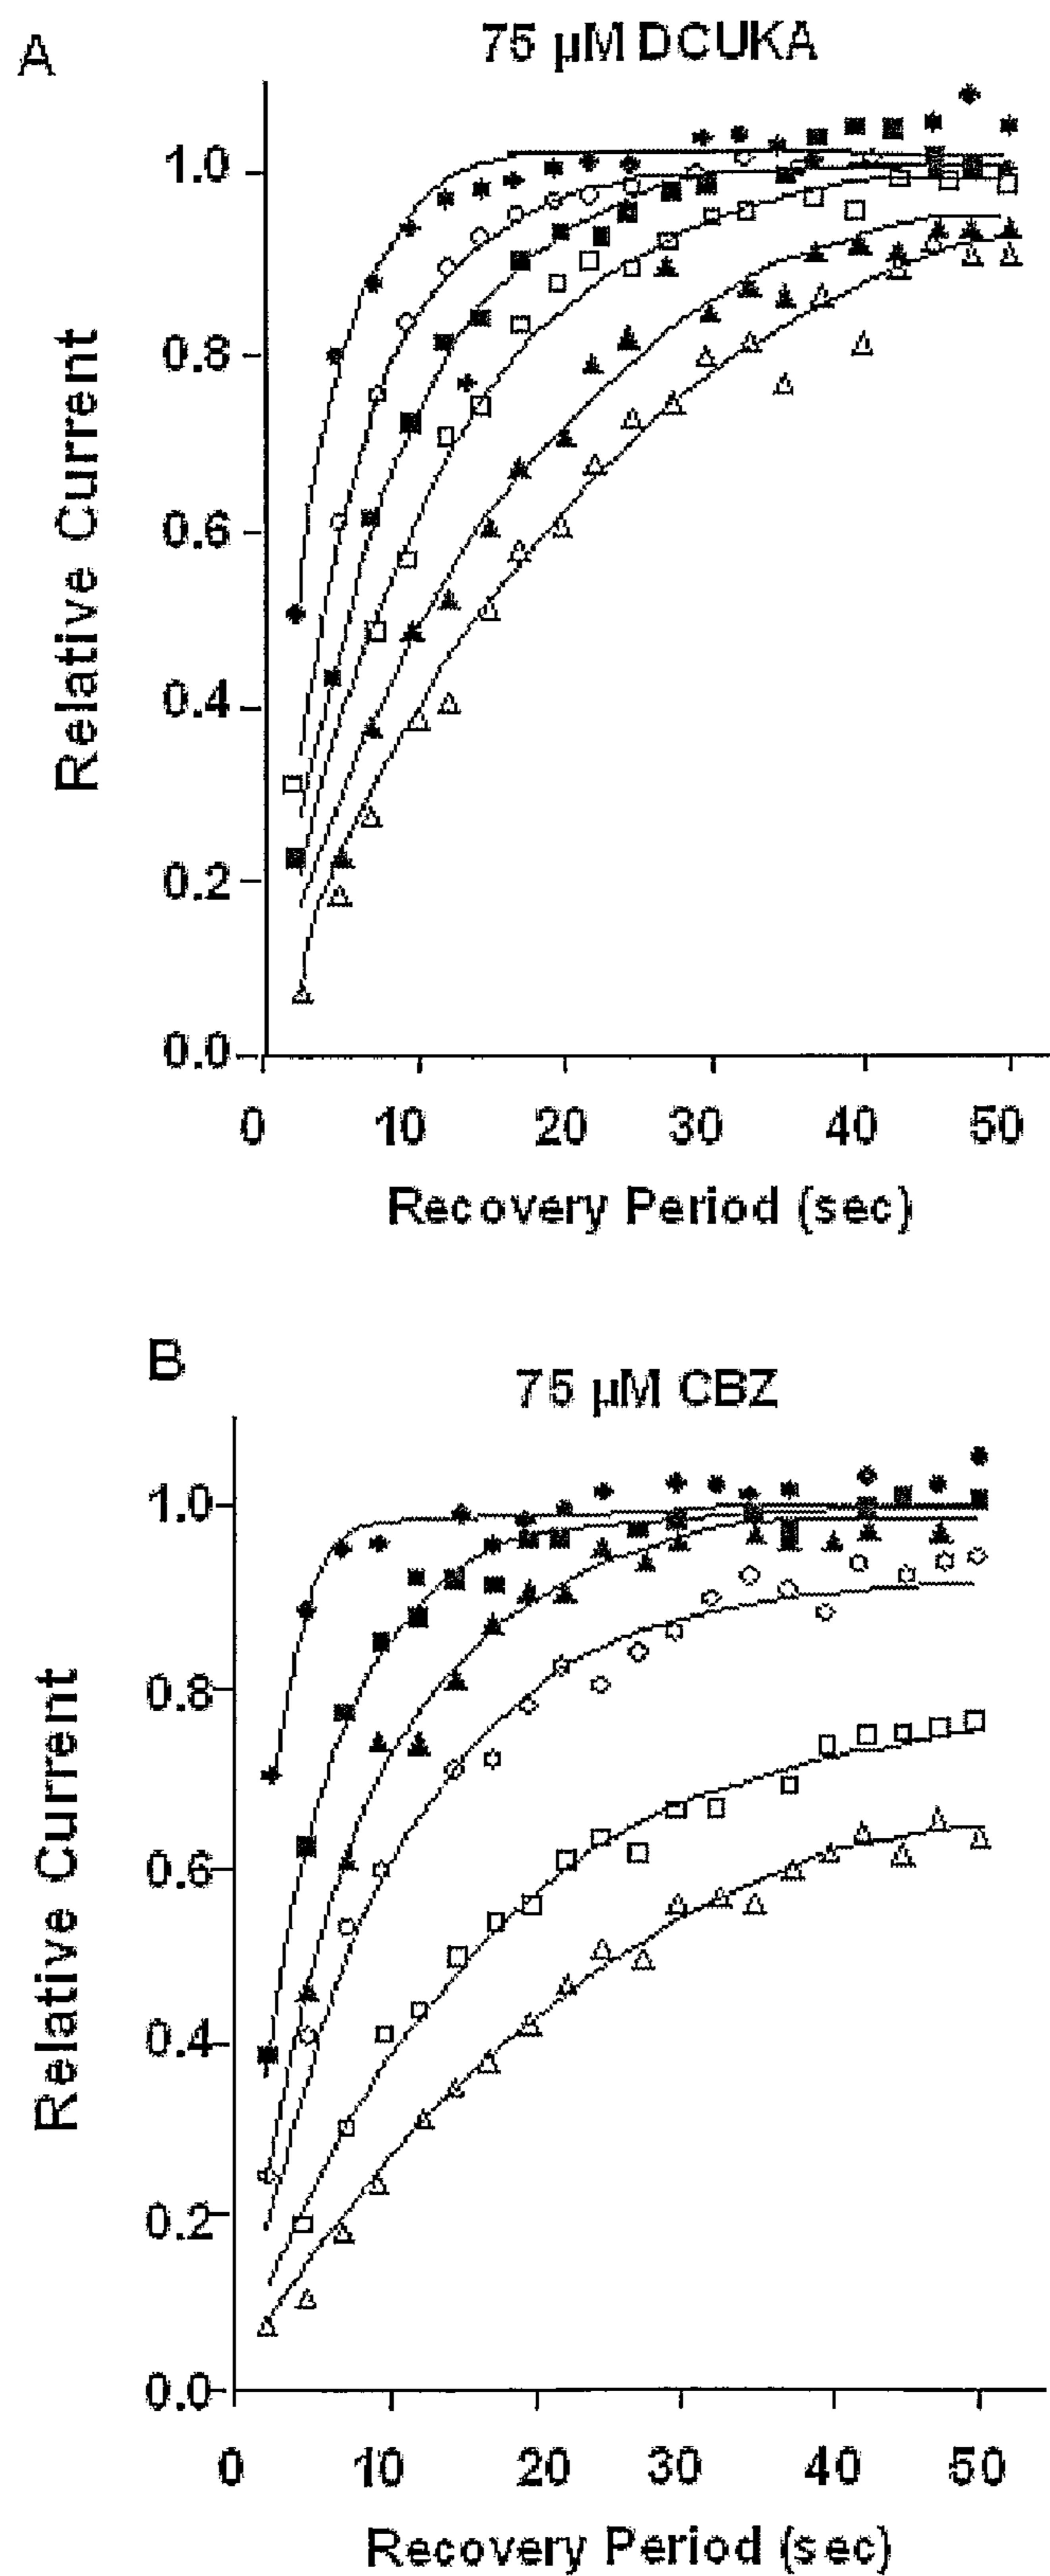 A
75 µM DCUKA
1.0
0.8
0.6
0.4
0.2
0.0
Relative Current
0 10 20 30 40 50
Recovery Period (sec)
B
75 µM CBZ
1.0
0.8
0.6
0.4
0.2
0.0
Relative Current
0 10 20 30 40 50
Recovery Period (sec)